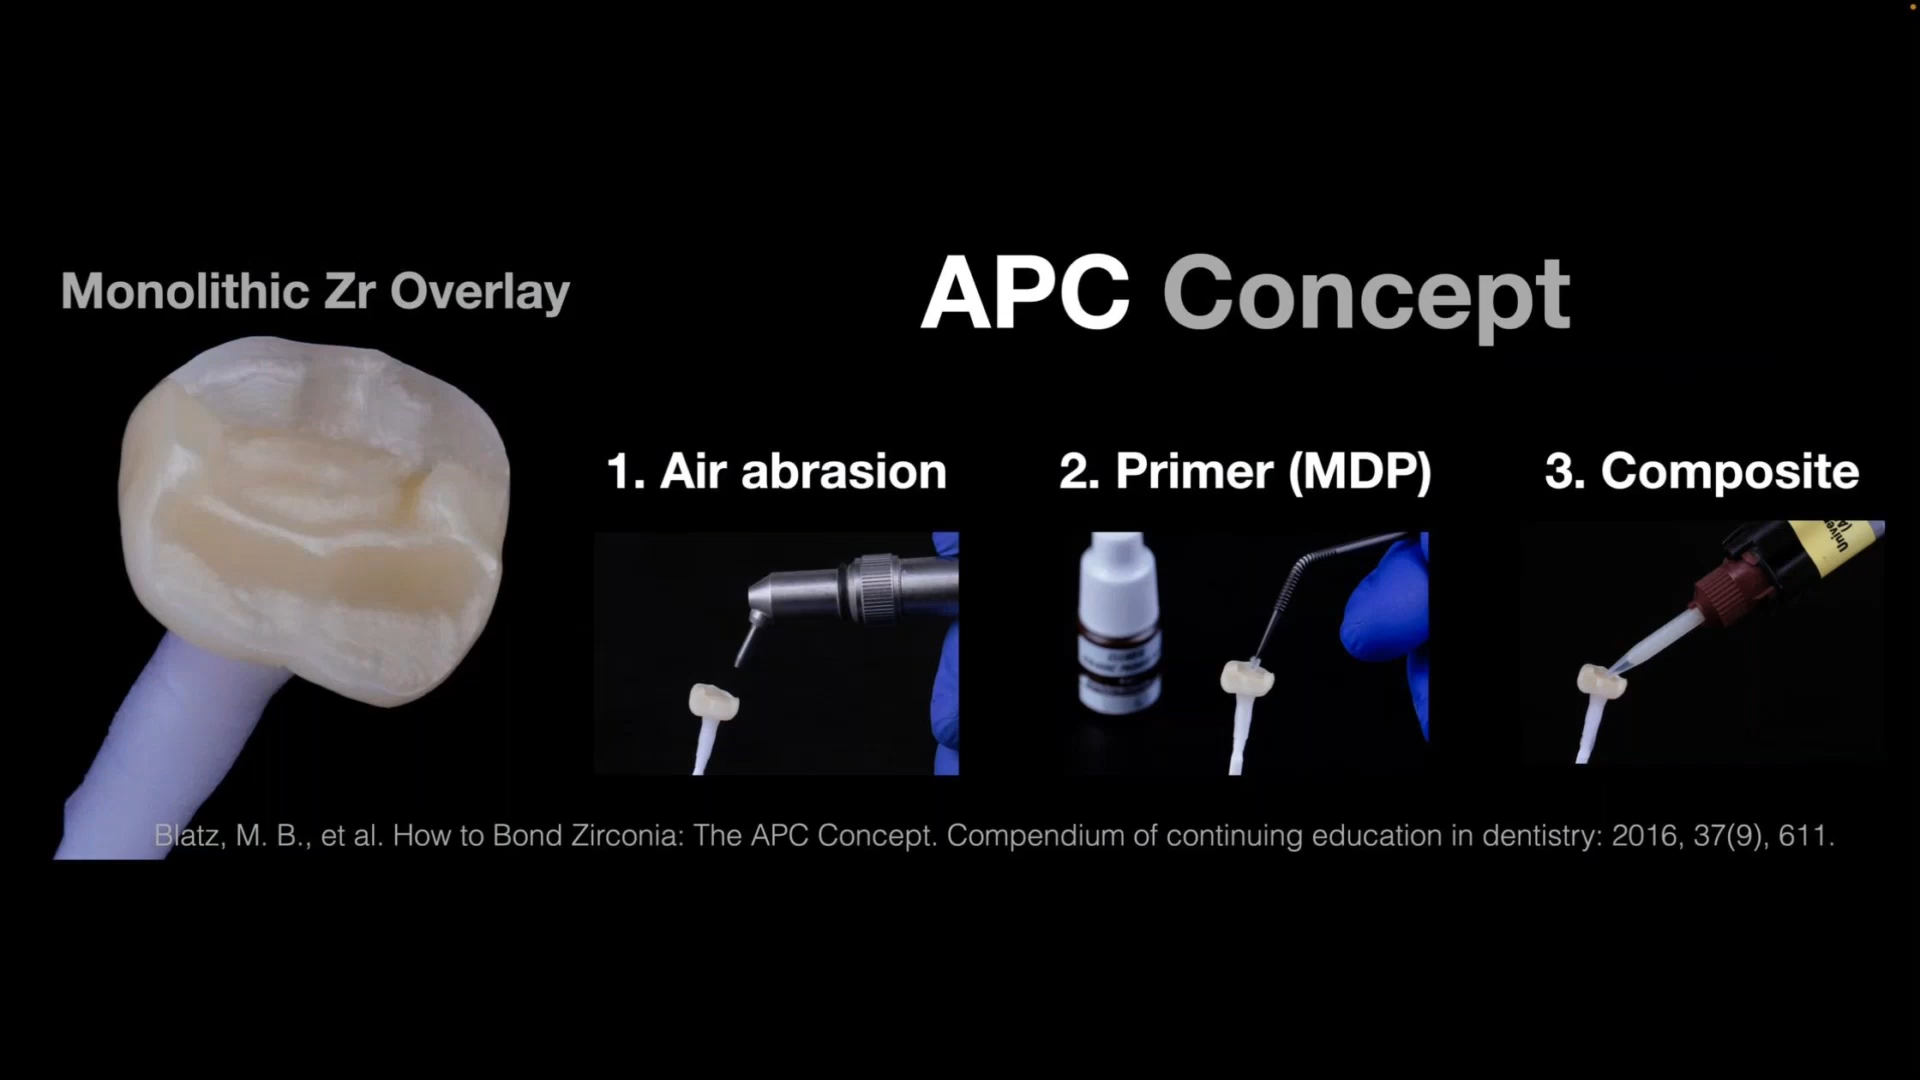 Monolithic Zr Overlay
APC Concept
1. Air abrasion
2. Primer (MDP)
3. Composite
Blatz, M. B., et al. How to Bond Zirconia: The APC Concept. Compendium of continuing education in dentistry: 2016, 37(9), 611.